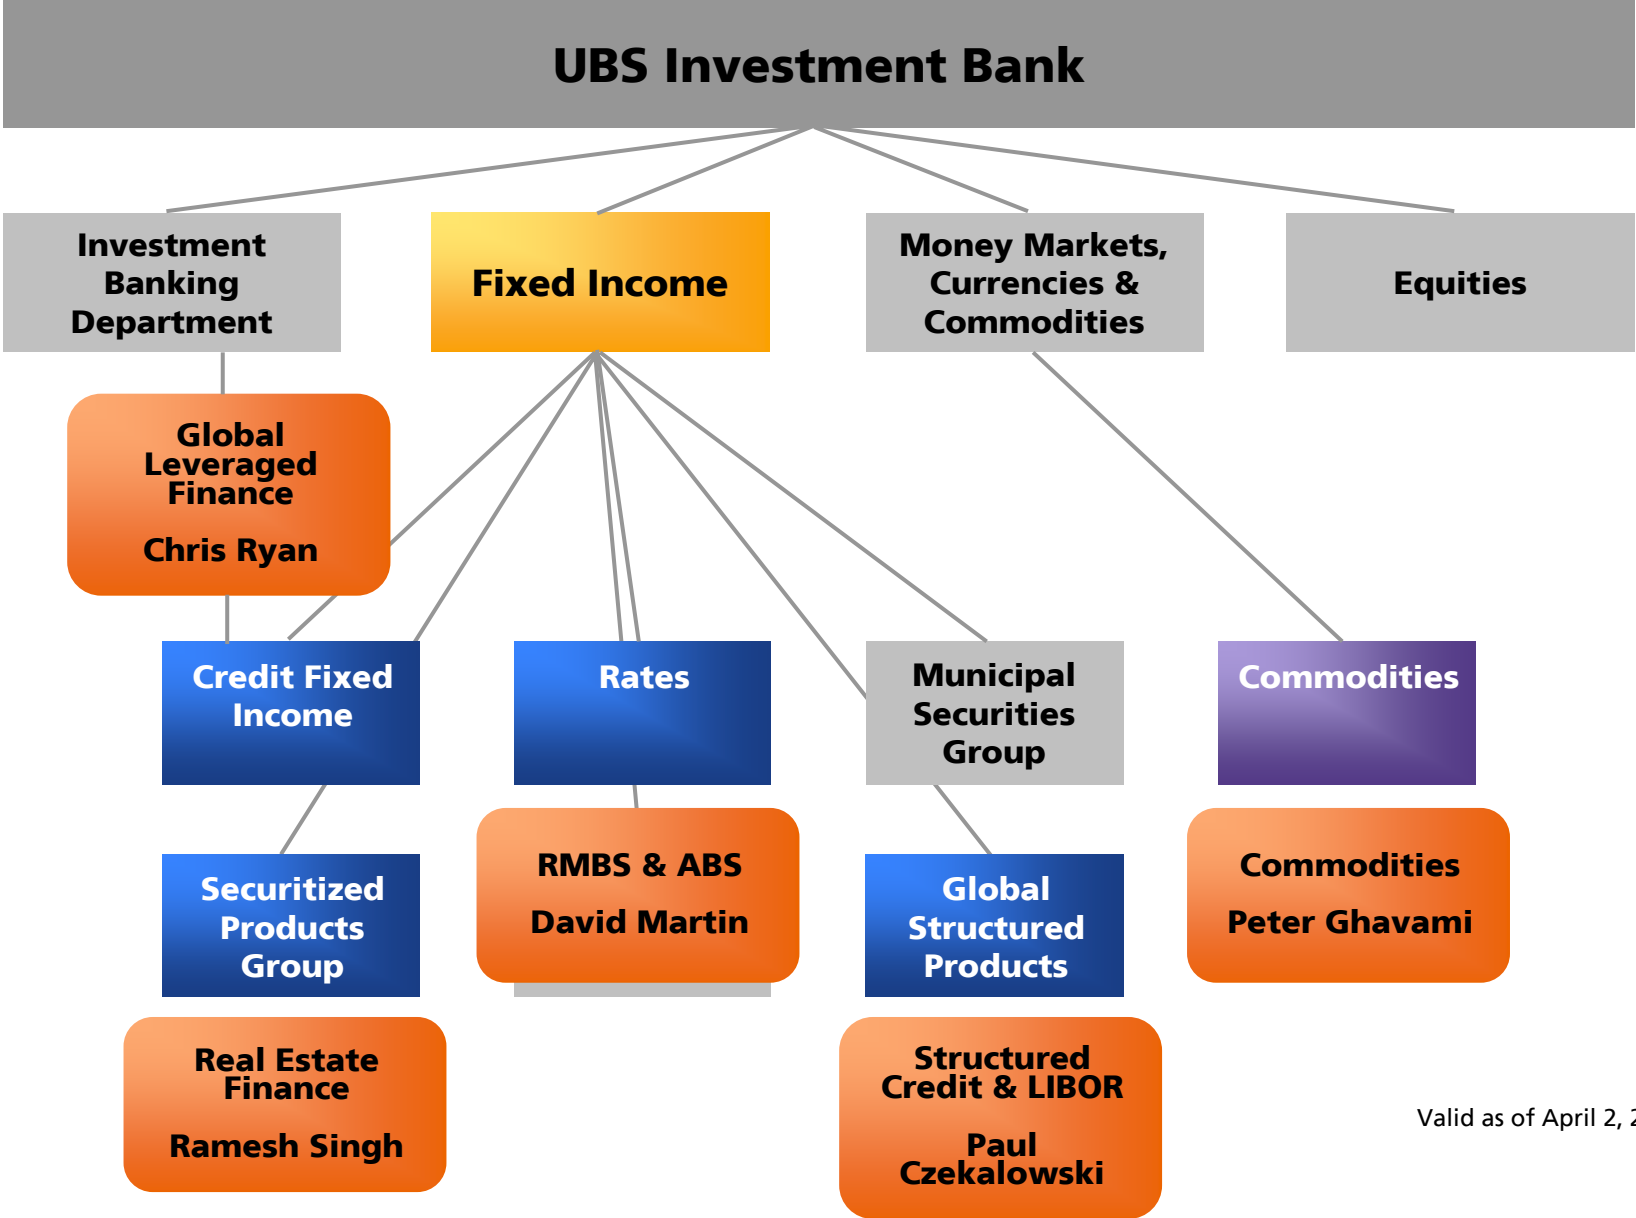 UBS Investment Bank
Investment
Banking
Department
Fixed Income
Money Markets,
Currencies &
Commodities
Equities
Global
Leveraged
Finance
Chris Ryan
Credit Fixed
Income
Rates
Municipal
Securities
Group
Commodities
Securitized
Products
Group
RMBS & ABS
David Martin
Global
Structured
Products
Commodities
Peter Ghavami
Real Estate
Finance
Ramesh Singh
Structured
Credit & LIBOR
Paul
Czekalowski
Valid as of April 2,